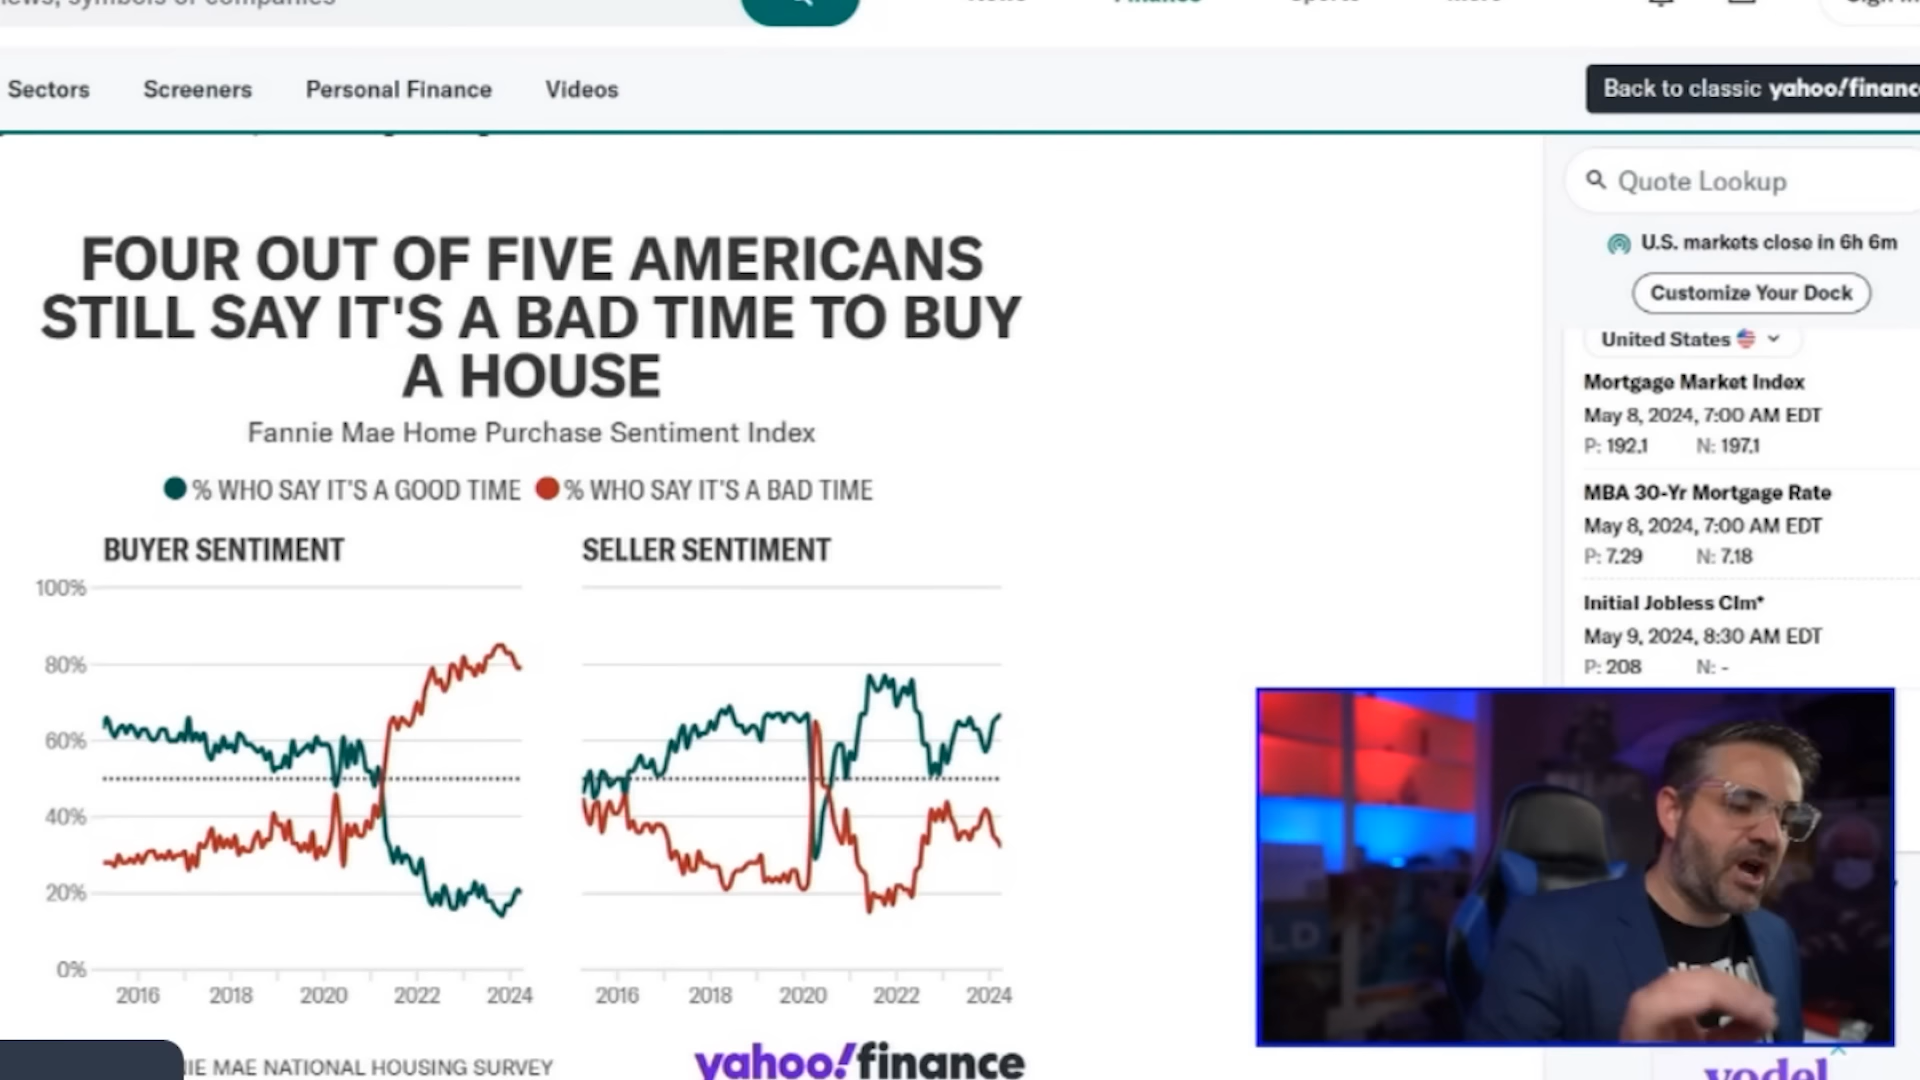 Sectors Screeners Personal Finance Videos
Back to classic yahoo!financ
Quote Lookup
U.S. markets close in 6h 6m
Customize Your Dock
United States
Mortgage Market Index
May 8, 2024, 7:00 AM EDT
P: 192.1 N: 197.1
MBA 30-Yr Mortgage Rate
May 8, 2024, 7:00 AM EDT
P: 7.29 N: 7.18
Initial Jobless Clm*
May 9, 2024, 8:30 AM EDT
P: 208 N: -
FOUR OUT OF FIVE AMERICANS
STILL SAY IT'S A BAD TIME TO BUY
A HOUSE
Fannie Mae Home Purchase Sentiment Index
% WHO SAY IT'S A GOOD TIME % WHO SAY IT'S A BAD TIME
BUYER SENTIMENT SELLER SENTIMENT
100%
80%
60%
40%
20%
0%
2016 2018 2020 2022 2024 2016 2018 2020 2022 2024
NIE MAE NATIONAL HOUSING SURVEY
yahoo!finance
LD
yodel